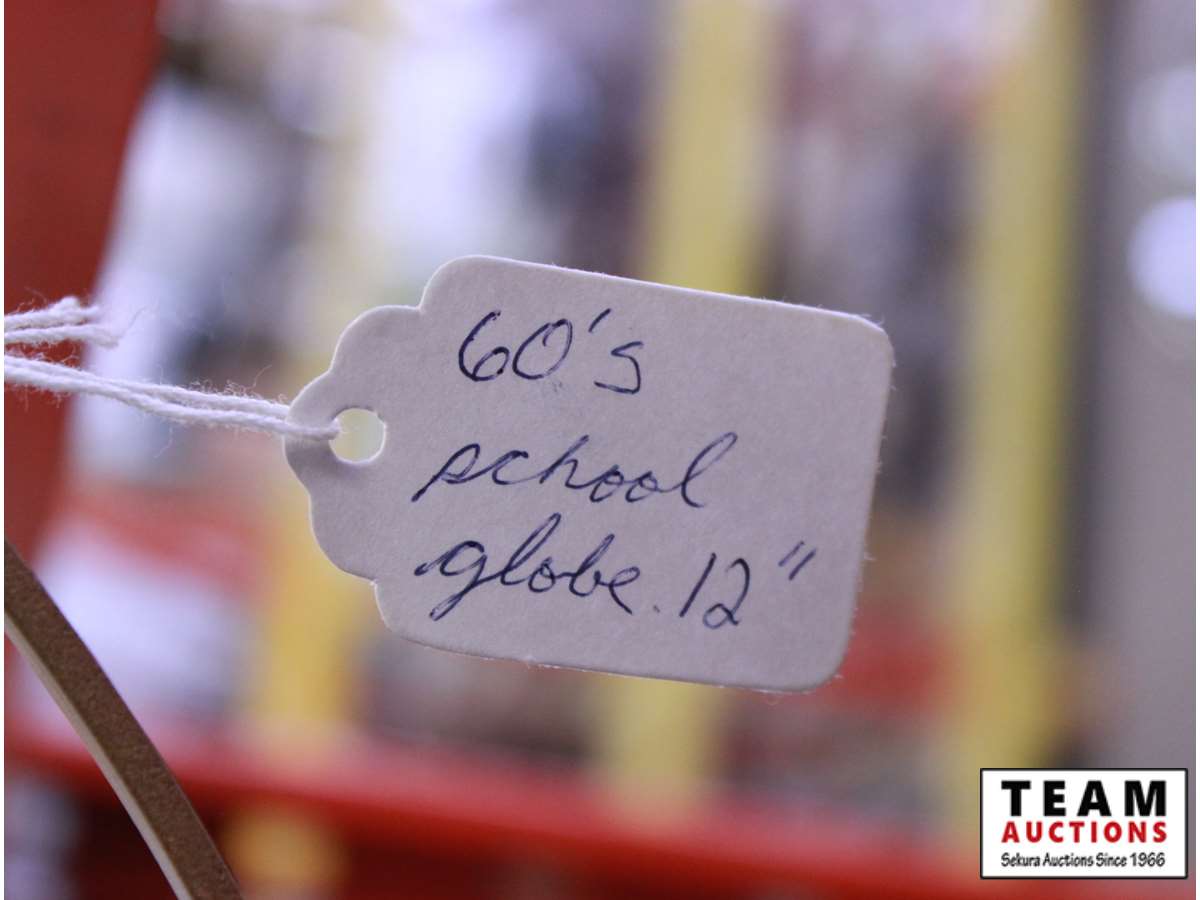 60's
school
globe. 12"
TEAM
AUCTIONS
Sekura Auctions Since 1966